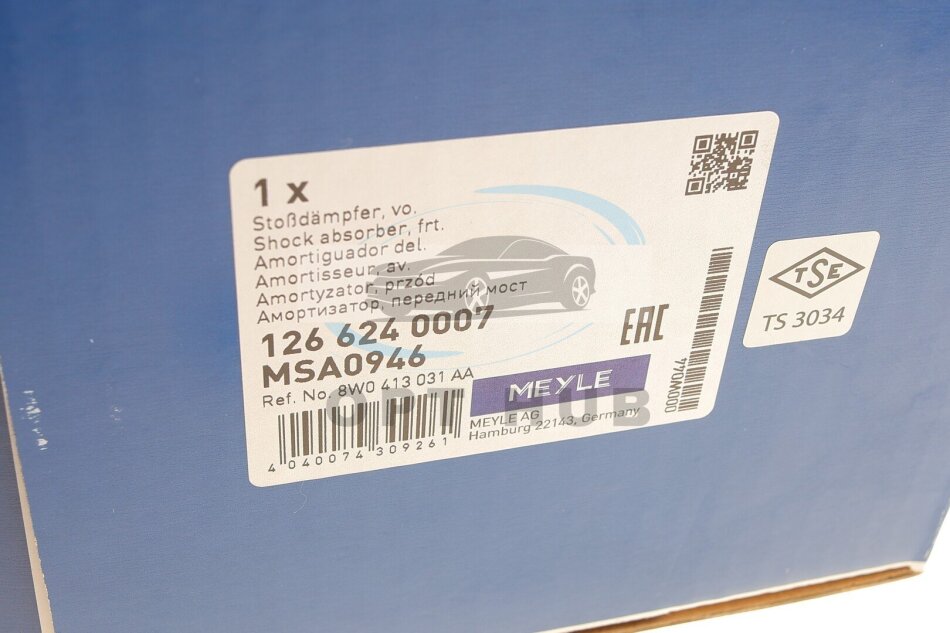 1 x
Stoßdämpfer, vo.
Shock absorber, frt.
Amortiguador del.
Amortisseur, av.
Amortyzator, przód
Амортизатор, передний мост
126 624 0007
MSA0946
Ref. No. 8W0 413 031 AA
4 040074 309261
EAC
MEYLE
MEYLE AG
Hamburg 22143, Germany
OPT HUB
TSE
TS 3034